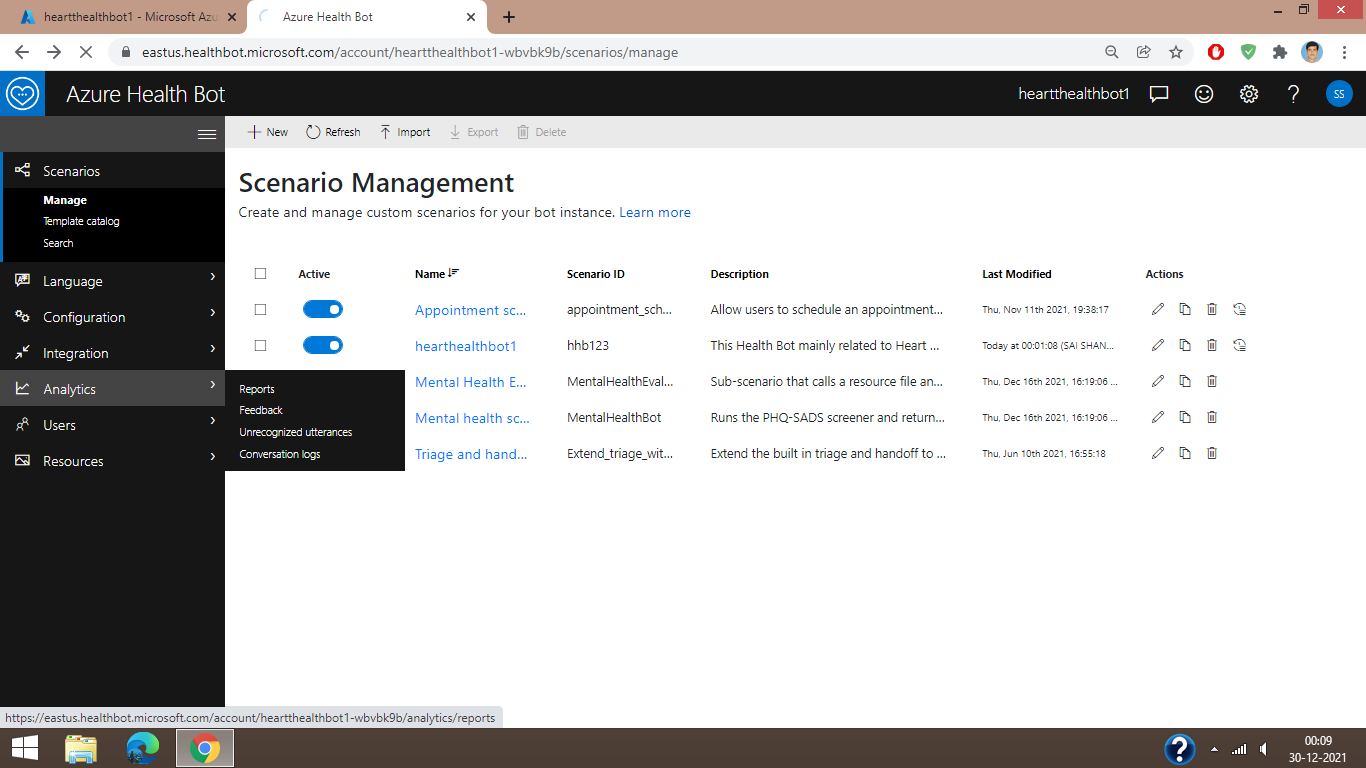 heartthealthbot1 - Microsoft Azu
Azure Health Bot
eastus.healthbot.microsoft.com/account/heartthealthbot1-wbvbk9b/scenarios/manage
Azure Health Bot
heartthealthbot1
SS
New
Refresh
Import
Export
Delete
Scenarios
Manage
Template catalog
Search
Language
Configuration
Integration
Analytics
Users
Resources
Reports
Feedback
Unrecognized utterances
Conversation logs
Scenario Management
Create and manage custom scenarios for your bot instance. Learn more
Active Name Scenario ID Description Last Modified Actions
Appointment sc... appointment_sch... Allow users to schedule an appointment... Thu, Nov 11th 2021, 19:38:17
hearthealthbot1 hhb123 This Health Bot mainly related to Heart ... Today at 00:01:08 (SAI SHAN...
Mental Health E... MentalHealthEval... Sub-scenario that calls a resource file an... Thu, Dec 16th 2021, 16:19:06 ...
Mental health sc... MentalHealthBot Runs the PHQ-SADS screener and return... Thu, Dec 16th 2021, 16:19:06 ...
Triage and hand... Extend_triage_wit... Extend the built in triage and handoff to ... Thu, Jun 10th 2021, 16:55:18
https://eastus.healthbot.microsoft.com/account/heartthealthbot1-wbvbk9b/analytics/reports
00:09
30-12-2021